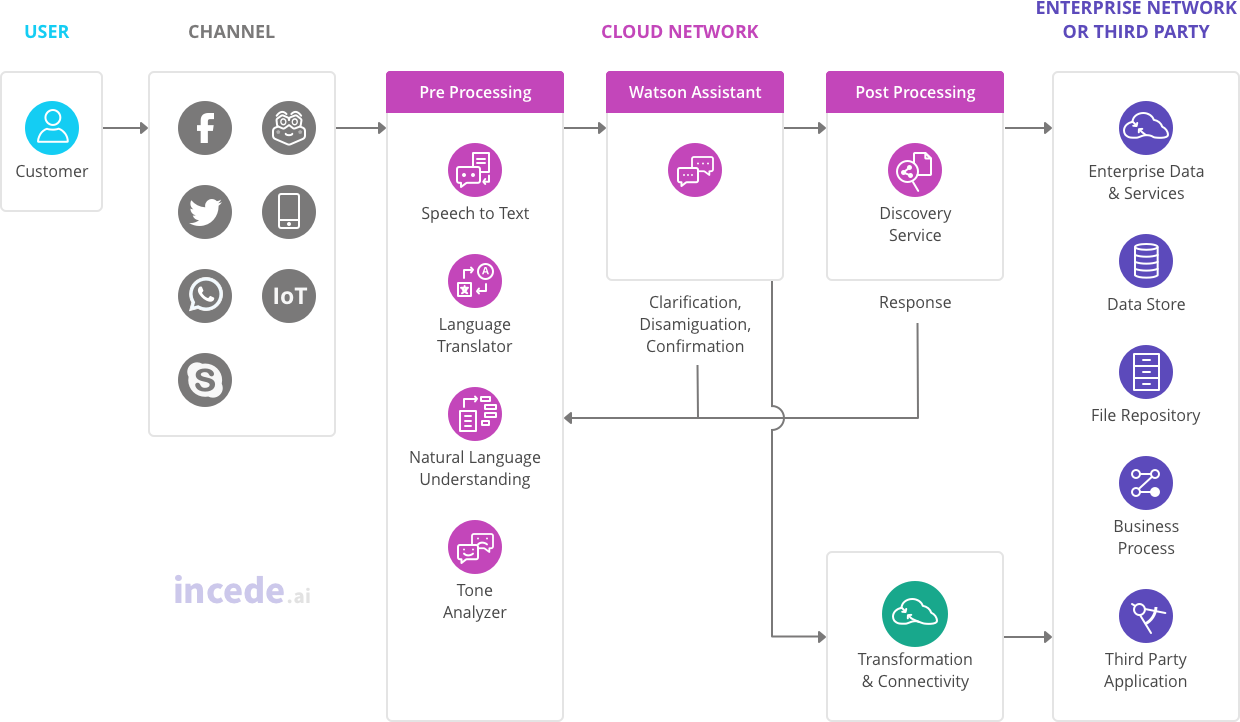 USER
CHANNEL
CLOUD NETWORK
ENTERPRISE NETWORK
OR THIRD PARTY
Customer
IoT
Pre Processing
Speech to Text
Language
Translator
Natural Language
Understanding
Tone
Analyzer
Watson Assistant
Clarification,
Disamiguation,
Confirmation
Post Processing
Discovery
Service
Response
Transformation
& Connectivity
Enterprise Data
& Services
Data Store
File Repository
Business
Process
Third Party
Application
incede.ai